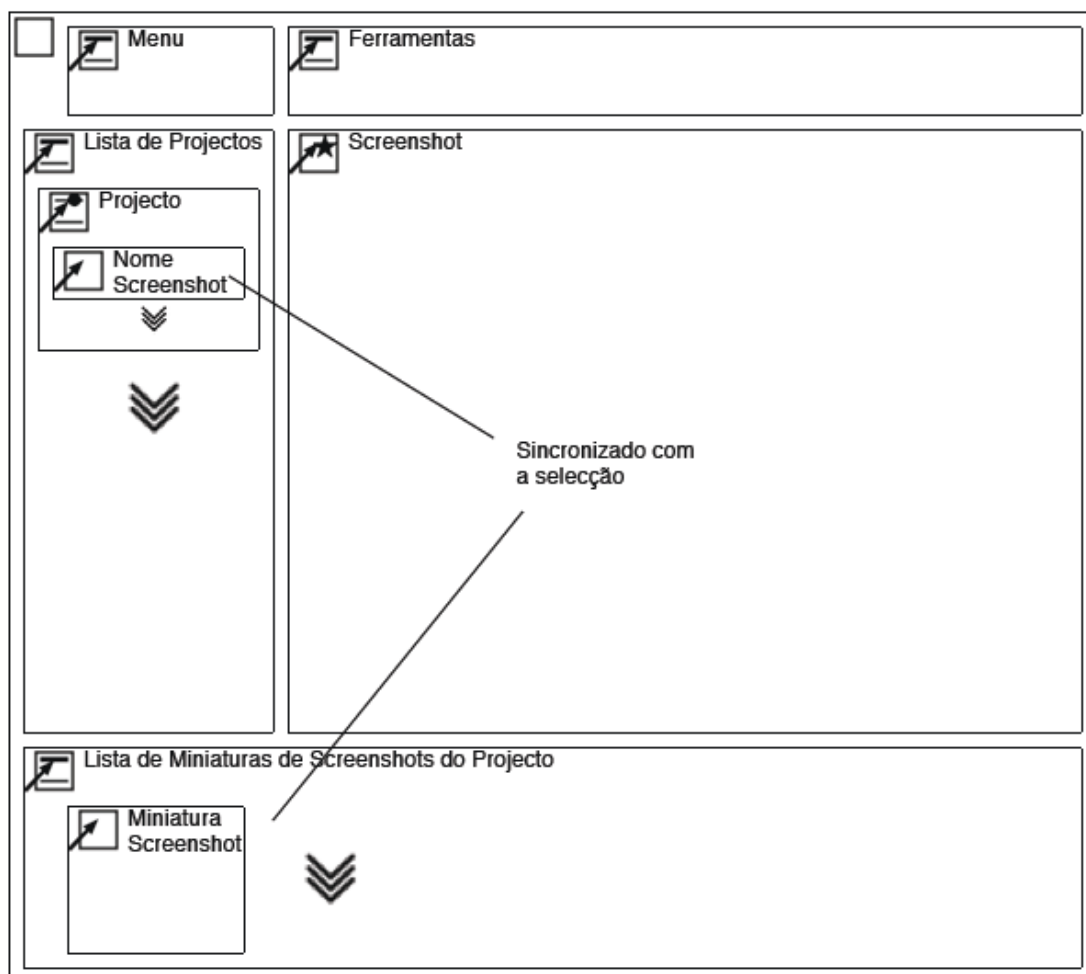 Menu
Ferramentas
Lista de Projectos
Screenshot
Projecto
Nome
Screenshot
Sincronizado com
a selecção
Lista de Miniaturas de Screenshots do Projecto
Miniatura
Screenshot